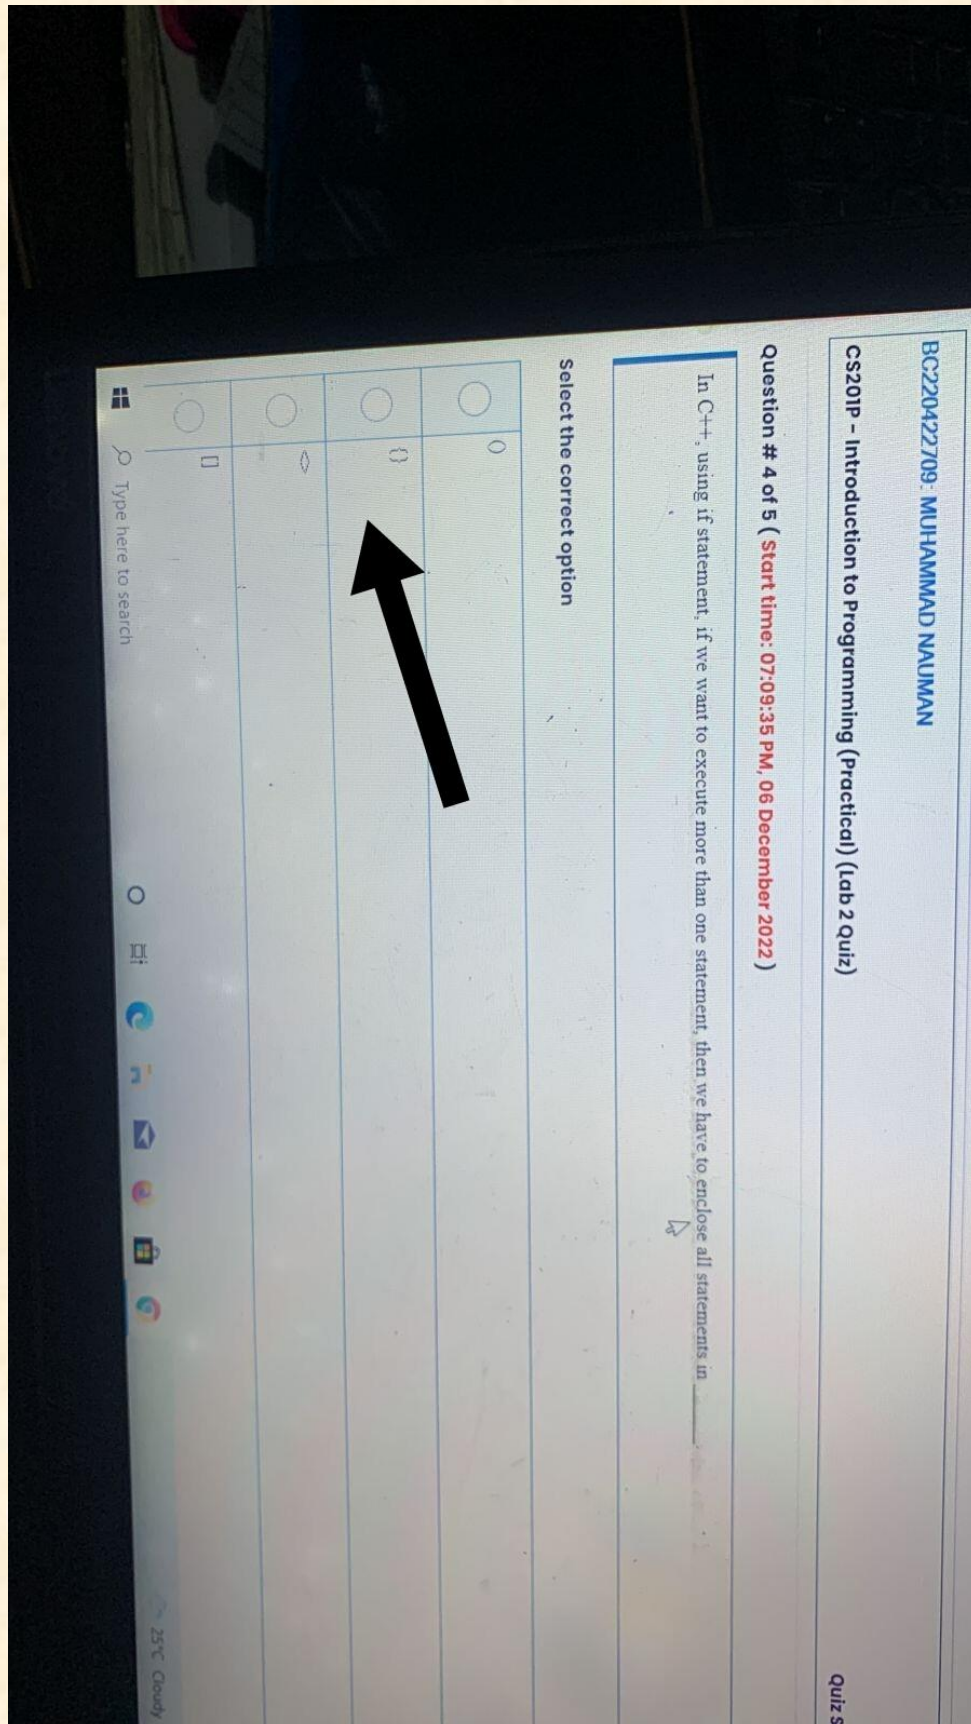 BC220422709: MUHAMMAD NAUMAN
CS201P - Introduction to Programming (Practical) (Lab 2 Quiz)
Quiz S
Question # 4 of 5 ( Start time: 07:09:35 PM, 06 December 2022 )
In C++, using if statement, if we want to execute more than one statement, then we have to enclose all statements in ______.
Select the correct option
()
{}
<>
[]
Type here to search
25°C Cloudy